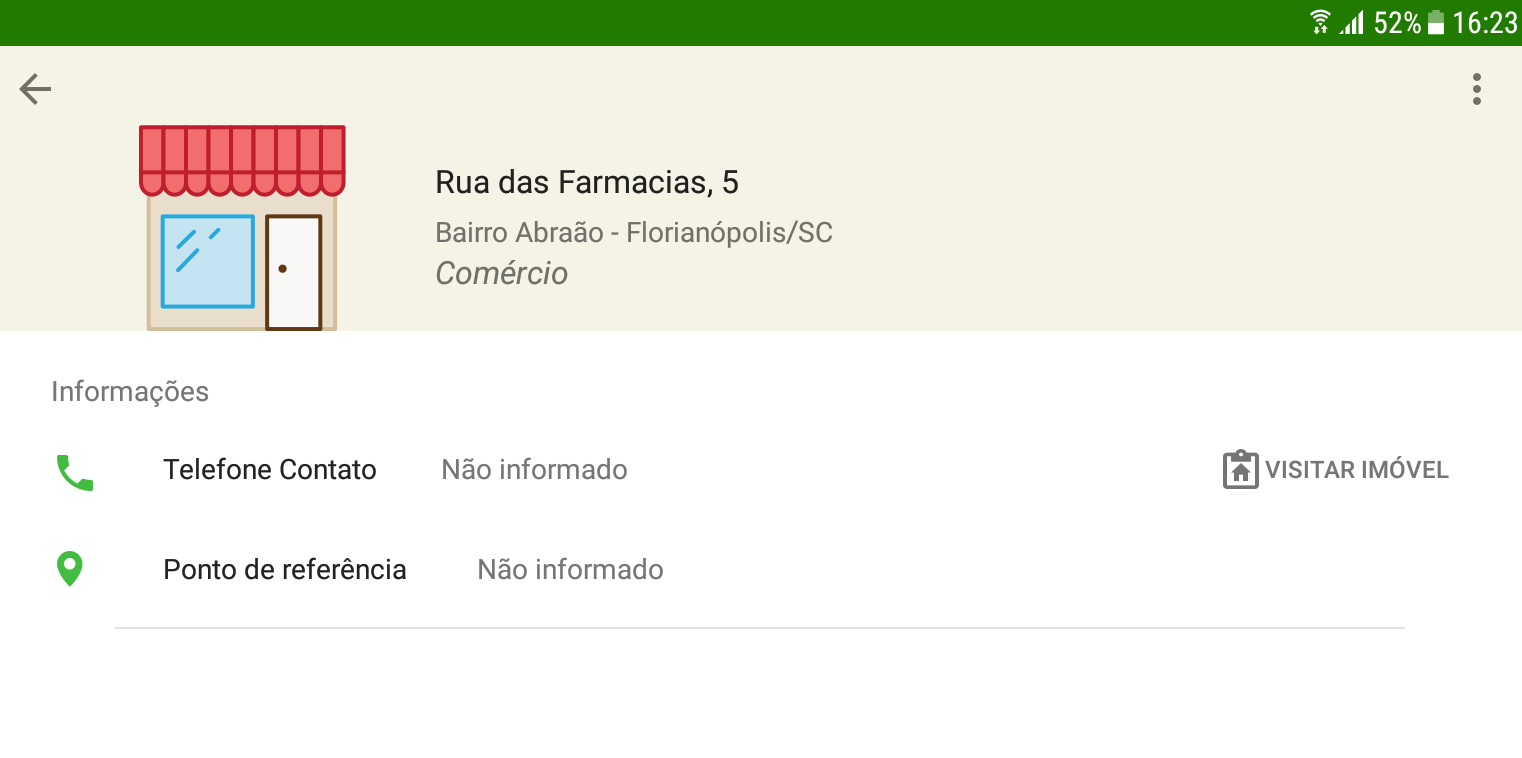 52% 16:23
Rua das Farmacias, 5
Bairro Abraão - Florianópolis/SC
Comércio
Informações
Telefone Contato Não informado VISITAR IMÓVEL
Ponto de referência Não informado